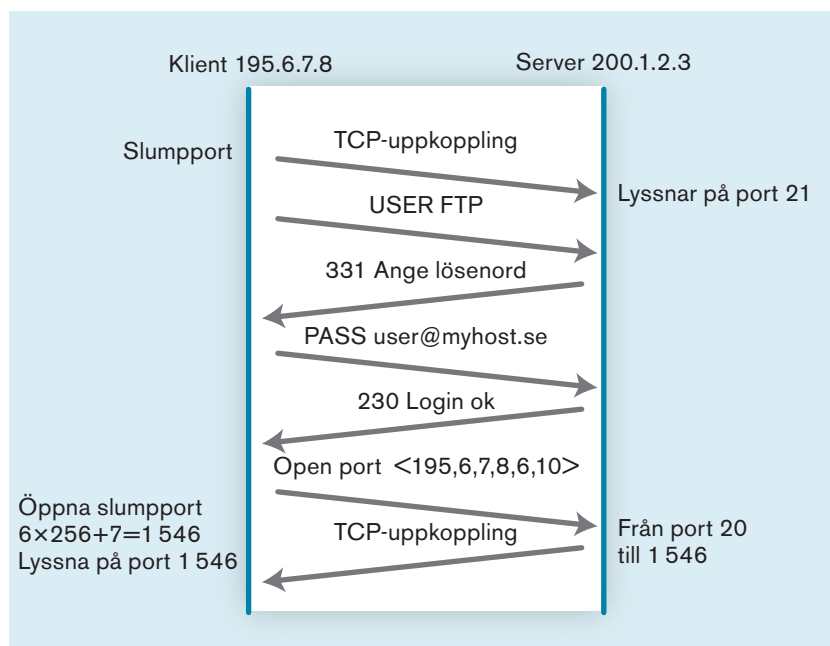 Klient 195.6.7.8
Server 200.1.2.3
TCP-uppkoppling
Slumpport
Lyssnar på port 21
USER FTP
331 Ange lösenord
PASS user@myhost.se
230 Login ok
Open port <195,6,7,8,6,10>
Öppna slumpport
6×256+7=1 546
Lyssna på port 1 546
TCP-uppkoppling
Från port 20
till 1 546